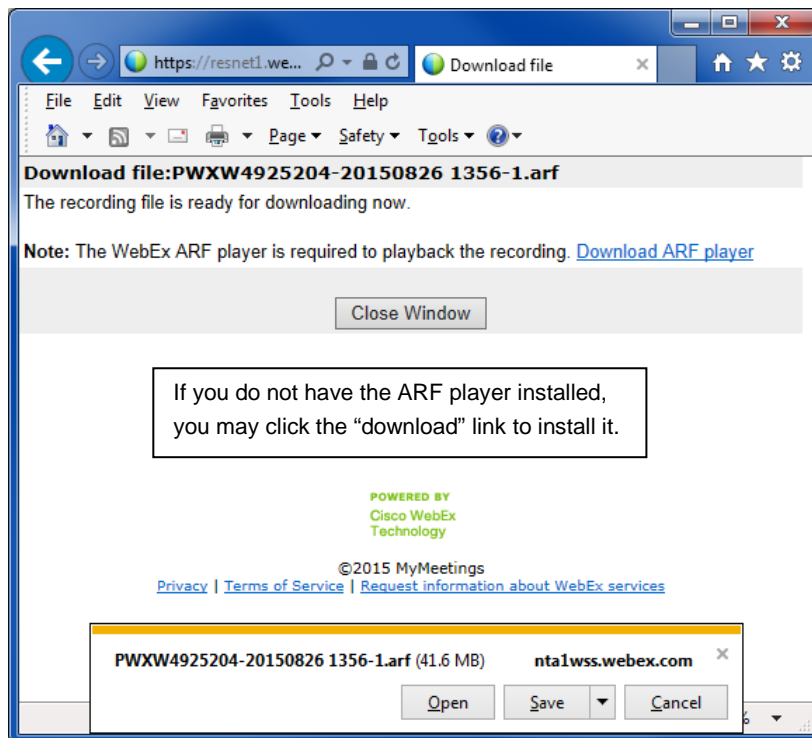 https://resnet1.we...
Download file
File Edit View Favorites Tools Help
Page Safety Tools
Download file:PWXW4925204-20150826 1356-1.arf
The recording file is ready for downloading now.
Note: The WebEx ARF player is required to playback the recording. Download ARF player
Close Window
If you do not have the ARF player installed,
you may click the “download” link to install it.
POWERED BY
Cisco WebEx
Technology
©2015 MyMeetings
Privacy | Terms of Service | Request information about WebEx services
PWXW4925204-20150826 1356-1.arf (41.6 MB) nta1wss.webex.com
Open Save Cancel